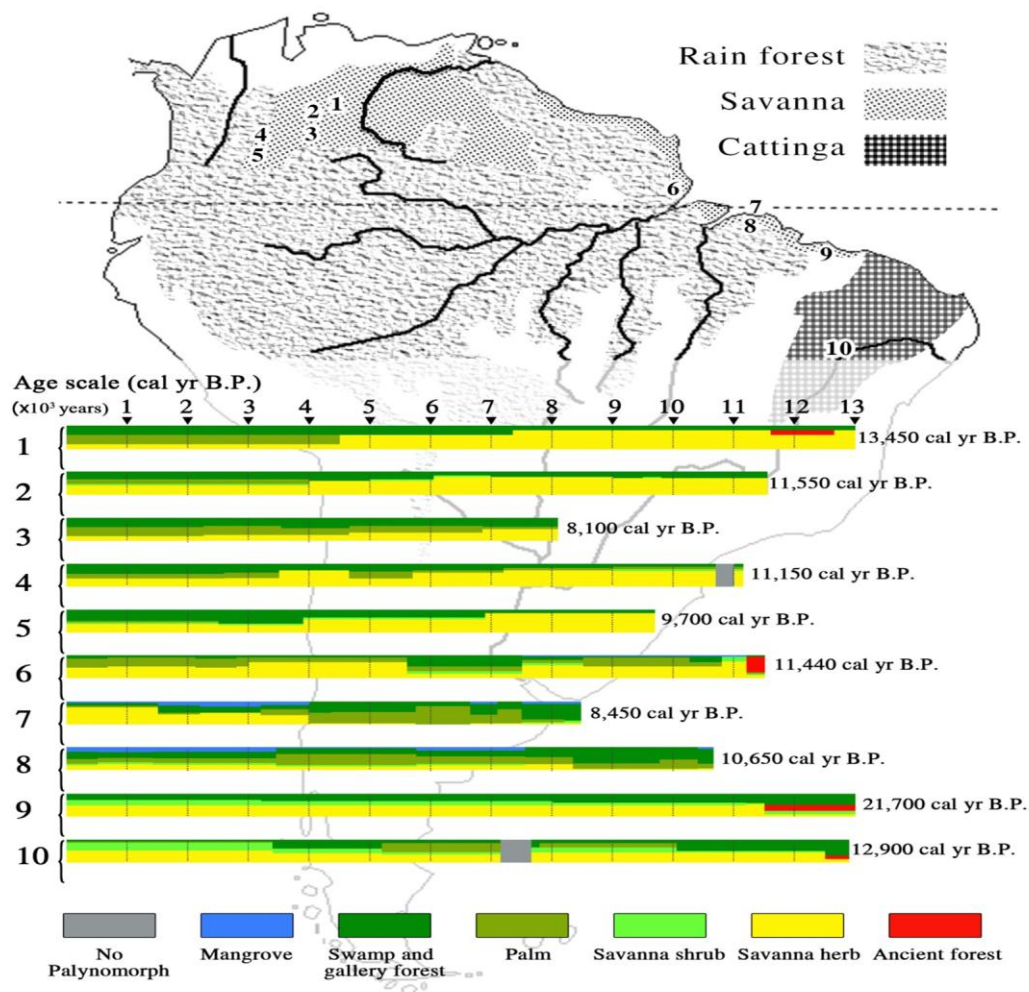 Rain forest
Savanna
Cattinga
1
2
3
4
5
6
7
8
9
10
Age scale (cal yr B.P.)
(x10³ years)
1 2 3 4 5 6 7 8 9 10 11 12 13
1 13,450 cal yr B.P.
2 11,550 cal yr B.P.
3 8,100 cal yr B.P.
4 11,150 cal yr B.P.
5 9,700 cal yr B.P.
6 11,440 cal yr B.P.
7 8,450 cal yr B.P.
8 10,650 cal yr B.P.
9 21,700 cal yr B.P.
10 12,900 cal yr B.P.
No
Palynomorph
Mangrove
Swamp and
gallery forest
Palm
Savanna shrub
Savanna herb
Ancient forest